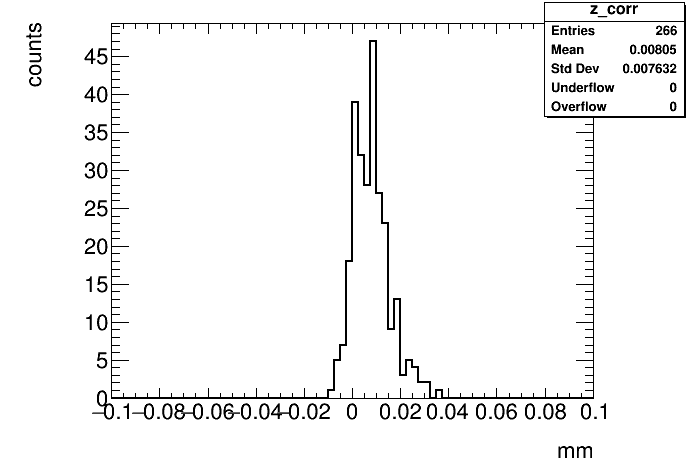 z_corr
Entries 266
Mean 0.00805
Std Dev 0.007632
Underflow 0
Overflow 0
counts
45
40
35
30
25
20
15
10
5
0
−0.1 −0.08 −0.06 −0.04 −0.02 0 0.02 0.04 0.06 0.08 0.1
mm